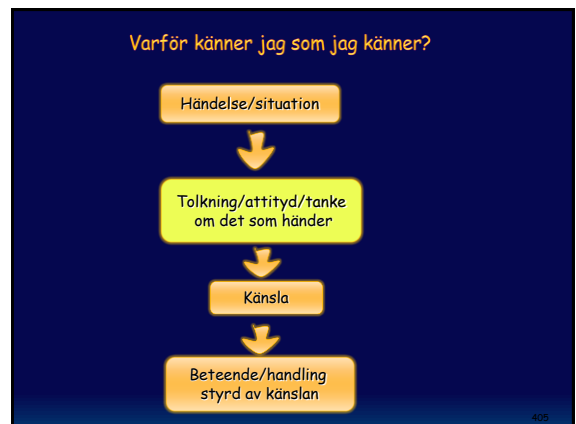 Varför känner jag som jag känner?
Händelse/situation
Tolkning/attityd/tanke
om det som händer
Känsla
Beteende/handling
styrd av känslan
405